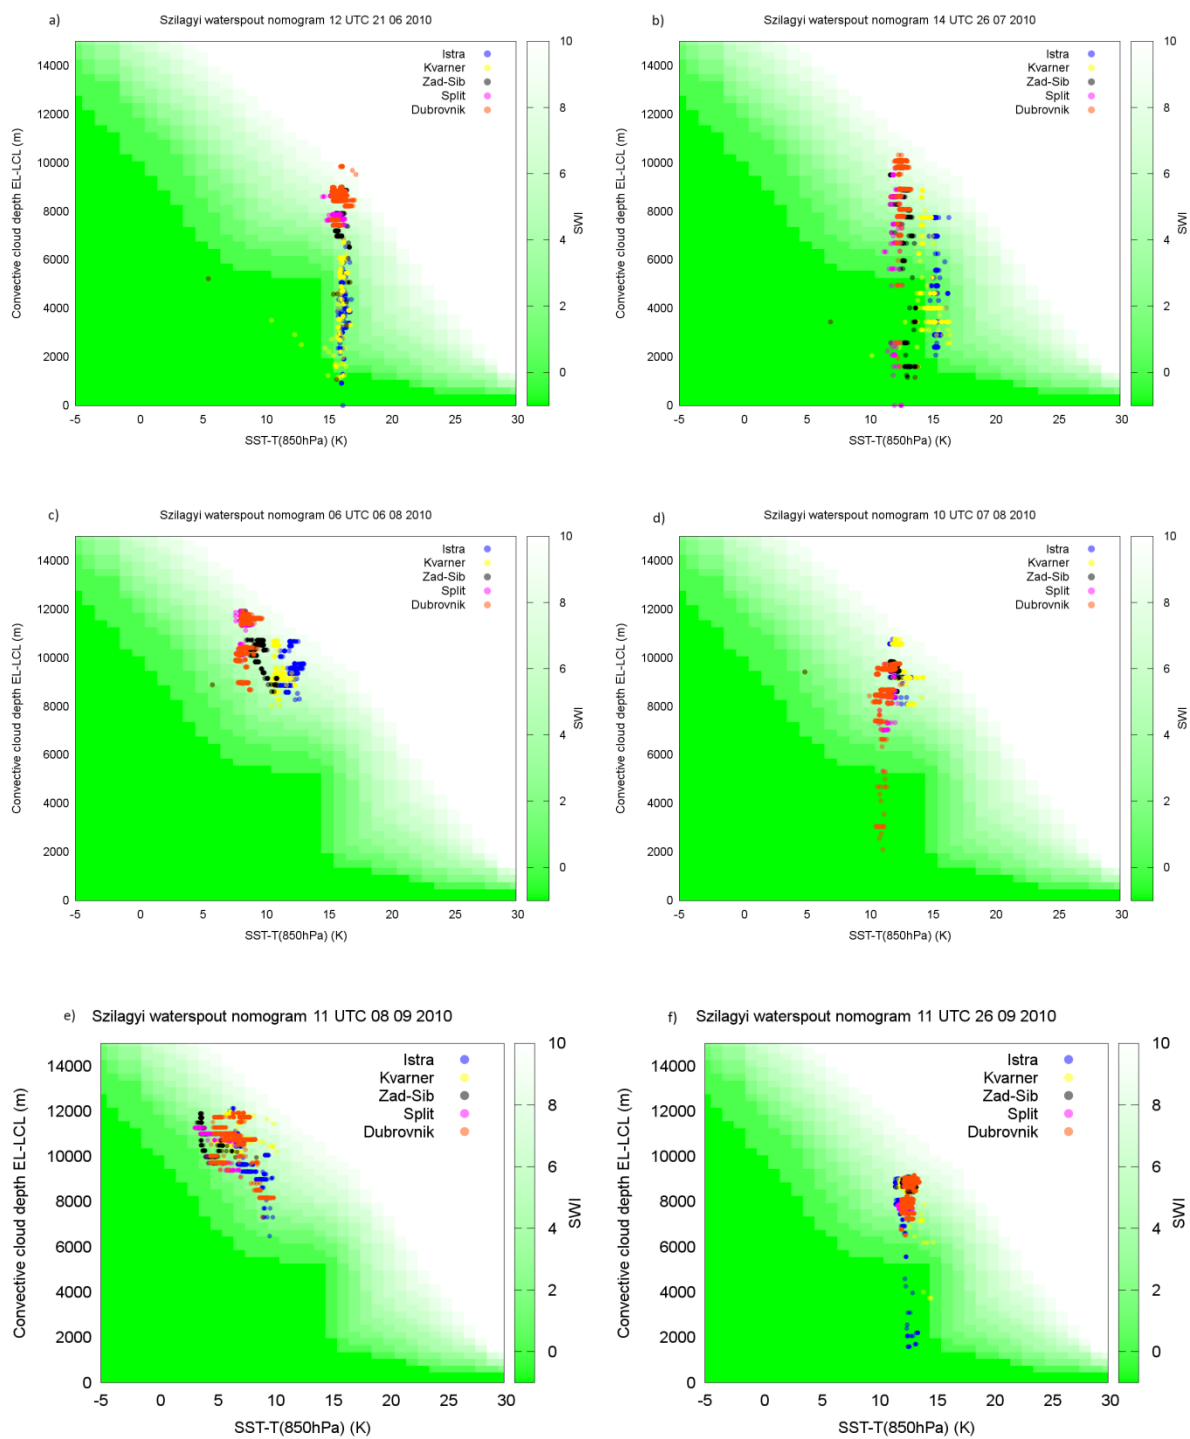 a) Szilagyi waterspout nomogram 12 UTC 21 06 2010
Istra
Kvarner
Zad-Sib
Split
Dubrovnik
Convective cloud depth EL-LCL (m)
14000
12000
10000
8000
6000
4000
2000
0
-5 0 5 10 15 20 25 30
SST-T(850hPa) (K)
10
8
6
4
2
0
SWI
b) Szilagyi waterspout nomogram 14 UTC 26 07 2010
Istra
Kvarner
Zad-Sib
Split
Dubrovnik
Convective cloud depth EL-LCL (m)
14000
12000
10000
8000
6000
4000
2000
0
-5 0 5 10 15 20 25 30
SST-T(850hPa) (K)
10
8
6
4
2
0
SWI
c) Szilagyi waterspout nomogram 06 UTC 06 08 2010
Istra
Kvarner
Zad-Sib
Split
Dubrovnik
Convective cloud depth EL-LCL (m)
14000
12000
10000
8000
6000
4000
2000
0
-5 0 5 10 15 20 25 30
SST-T(850hPa) (K)
10
8
6
4
2
0
SWI
d) Szilagyi waterspout nomogram 10 UTC 07 08 2010
Istra
Kvarner
Zad-Sib
Split
Dubrovnik
Convective cloud depth EL-LCL (m)
14000
12000
10000
8000
6000
4000
2000
0
-5 0 5 10 15 20 25 30
SST-T(850hPa) (K)
10
8
6
4
2
0
SWI
e) Szilagyi waterspout nomogram 11 UTC 08 09 2010
Istra
Kvarner
Zad-Sib
Split
Dubrovnik
Convective cloud depth EL-LCL (m)
14000
12000
10000
8000
6000
4000
2000
0
-5 0 5 10 15 20 25 30
SST-T(850hPa) (K)
10
8
6
4
2
0
SWI
f) Szilagyi waterspout nomogram 11 UTC 26 09 2010
Istra
Kvarner
Zad-Sib
Split
Dubrovnik
Convective cloud depth EL-LCL (m)
14000
12000
10000
8000
6000
4000
2000
0
-5 0 5 10 15 20 25 30
SST-T(850hPa) (K)
10
8
6
4
2
0
SWI